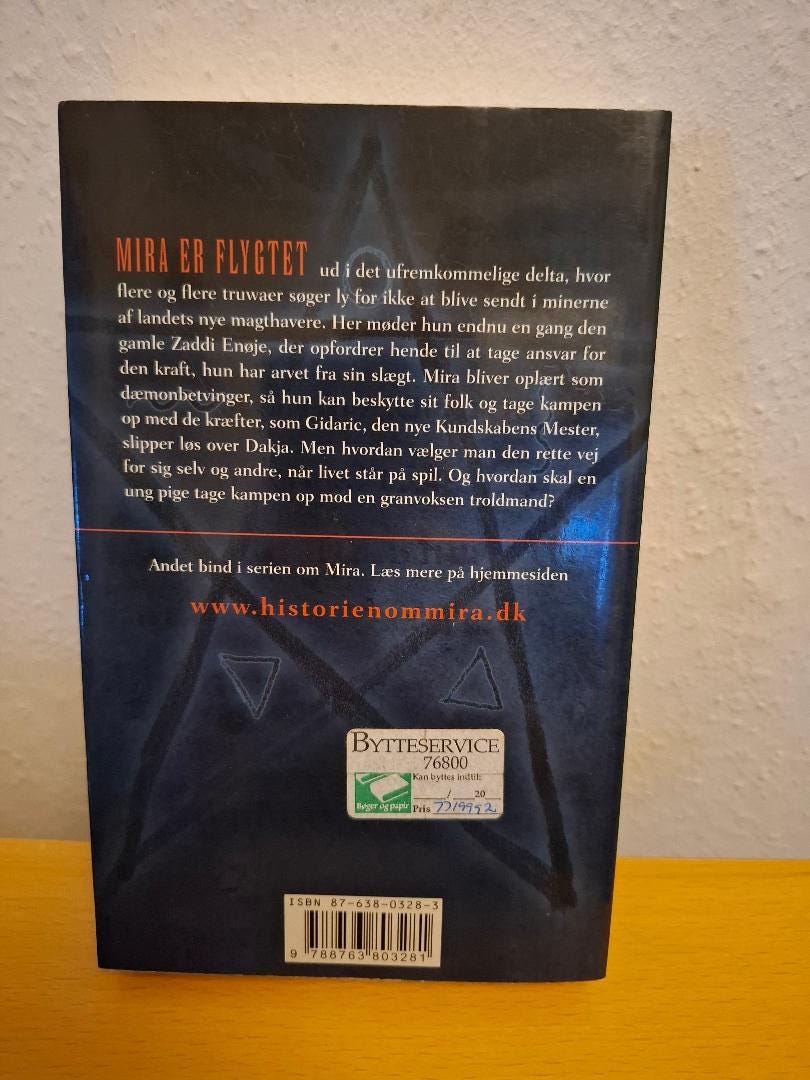 MIRA ER FLYGTET ud i det ufremkommelige delta, hvor
flere og flere truwaer søger ly for ikke at blive sendt i minerne
af landets nye magthavere. Her møder hun endnu en gang den
gamle Zaddi Enøje, der opfordrer hende til at tage ansvar for
den kraft, hun har arvet fra sin slægt. Mira bliver oplært som
dæmonbetvinger, så hun kan beskytte sit folk og tage kampen
op med de kræfter, som Gidaric, den nye Kundskabens Mester,
slipper løs over Dakja. Men hvordan vælger man den rette vej
for sig selv og andre, når livet står på spil. Og hvordan skal en
ung pige tage kampen op mod en granvoksen troldmand?
Andet bind i serien om Mira. Læs mere på hjemmesiden
www.historienommira.dk
BYTTESERVICE
76800
Kan byttes indtil:
/ 20
Bøger og papir
Pris
ISBN 87-638-0328-3
9 788763 803281